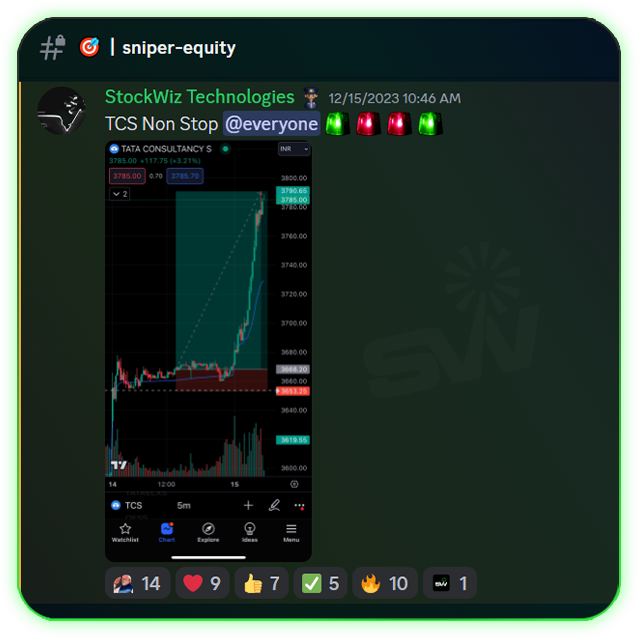 | sniper-equity
StockWiz Technologies 12/15/2023 10:46 AM
TCS Non Stop @everyone
TATA CONSULTANCY S INR
3785.00 +117.75 (+3.21%)
3785.00 0.70 3785.70
2
3800.00
3790.65
3785.00
3780.00
3760.00
3740.00
3720.00
3700.00
3680.00
3668.20
3660.00
3653.25
3640.00
3619.55
3600.00
14 12:00 15
TCS 5m
Watchlist Chart Explore Ideas Menu
14 9 7 5 10 1
SW